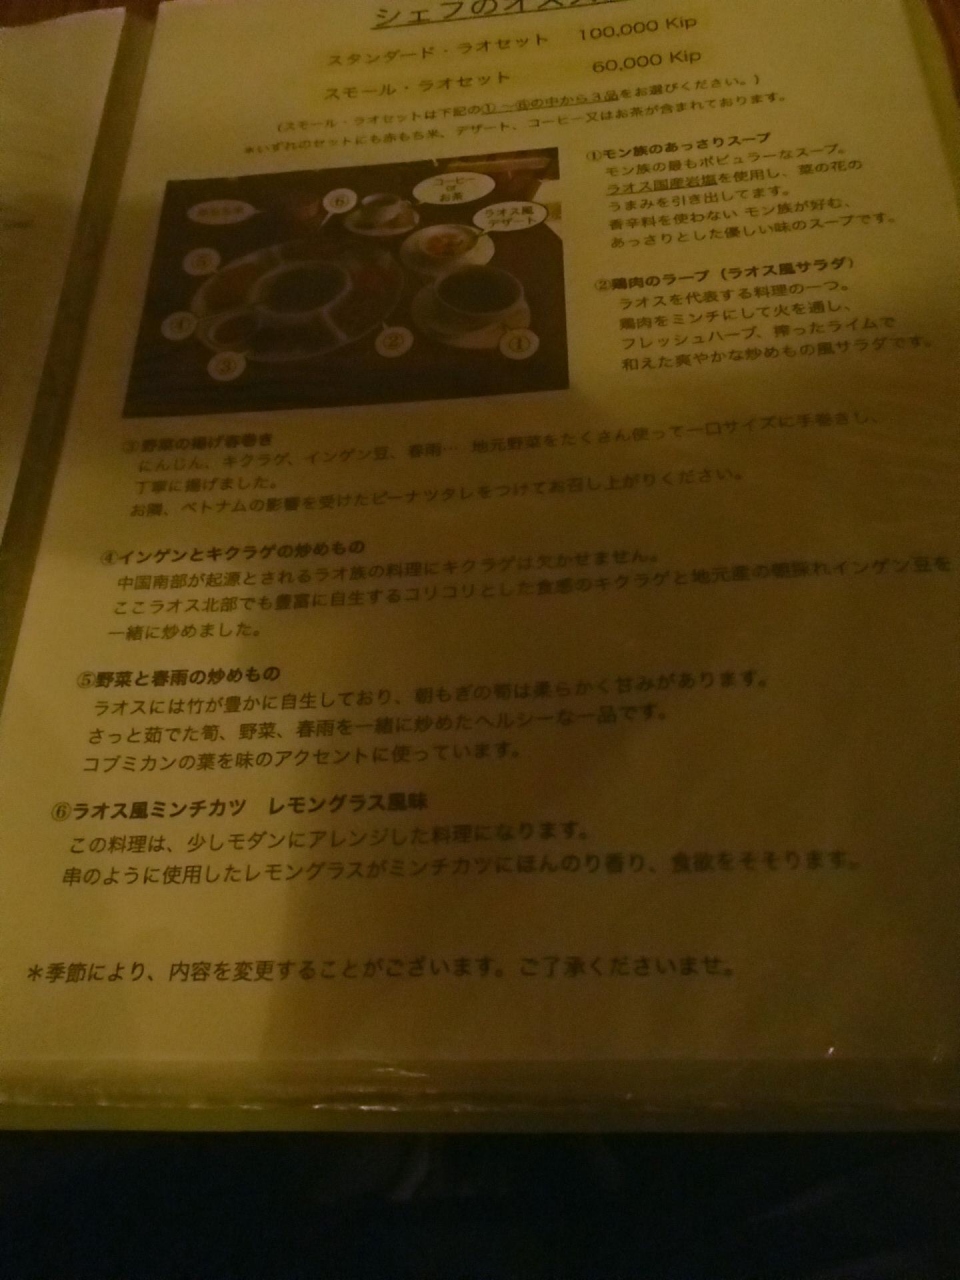 シェフのオス
スタンダード・ラオセット 100,000 Kip
スモール・ラオセット 60,000 Kip
(スモール・ラオセットは下記の①〜⑥の中から3品をお選びください。)
*いずれのセットにも赤もち米、デザート、コーヒー又はお茶が含まれております。
コーヒー
or
お茶
ラオス風
デザート
⑥
⑤
④
③
②
①
①モン族のあっさりスープ
モン族の最もポピュラーなスープ。
ラオス国産岩塩を使用し、菜の花の
うまみを引き出してます。
香辛料を使わない モン族が好む、
あっさりとした優しい味のスープです。
②鶏肉のラープ（ラオス風サラダ）
ラオスを代表する料理の一つ。
鶏肉をミンチにして火を通し、
フレッシュハーブ、搾ったライムで
和えた爽やかな炒めもの風サラダです。
③野菜の揚げ春巻き
にんじん、キクラゲ、インゲン豆、春雨… 地元野菜をたくさん使って一口サイズに手巻きし、
丁寧に揚げました。
お隣、ベトナムの影響を受けたピーナツタレをつけてお召し上がりください。
④インゲンとキクラゲの炒めもの
中国南部が起源とされるラオ族の料理にキクラゲは欠かせません。
ここラオス北部でも豊富に自生するコリコリとした食感のキクラゲと地元産の朝採れインゲン豆を
一緒に炒めました。
⑤野菜と春雨の炒めもの
ラオスには竹が豊かに自生しており、朝もぎの筍は柔らかく甘みがあります。
さっと茹でた筍、野菜、春雨を一緒に炒めたヘルシーな一品です。
コブミカンの葉を味のアクセントに使っています。
⑥ラオス風ミンチカツ レモングラス風味
この料理は、少しモダンにアレンジした料理になります。
串のように使用したレモングラスがミンチカツにほんのり香り、食欲をそそります。
＊季節により、内容を変更することがございます。ご了承くださいませ。